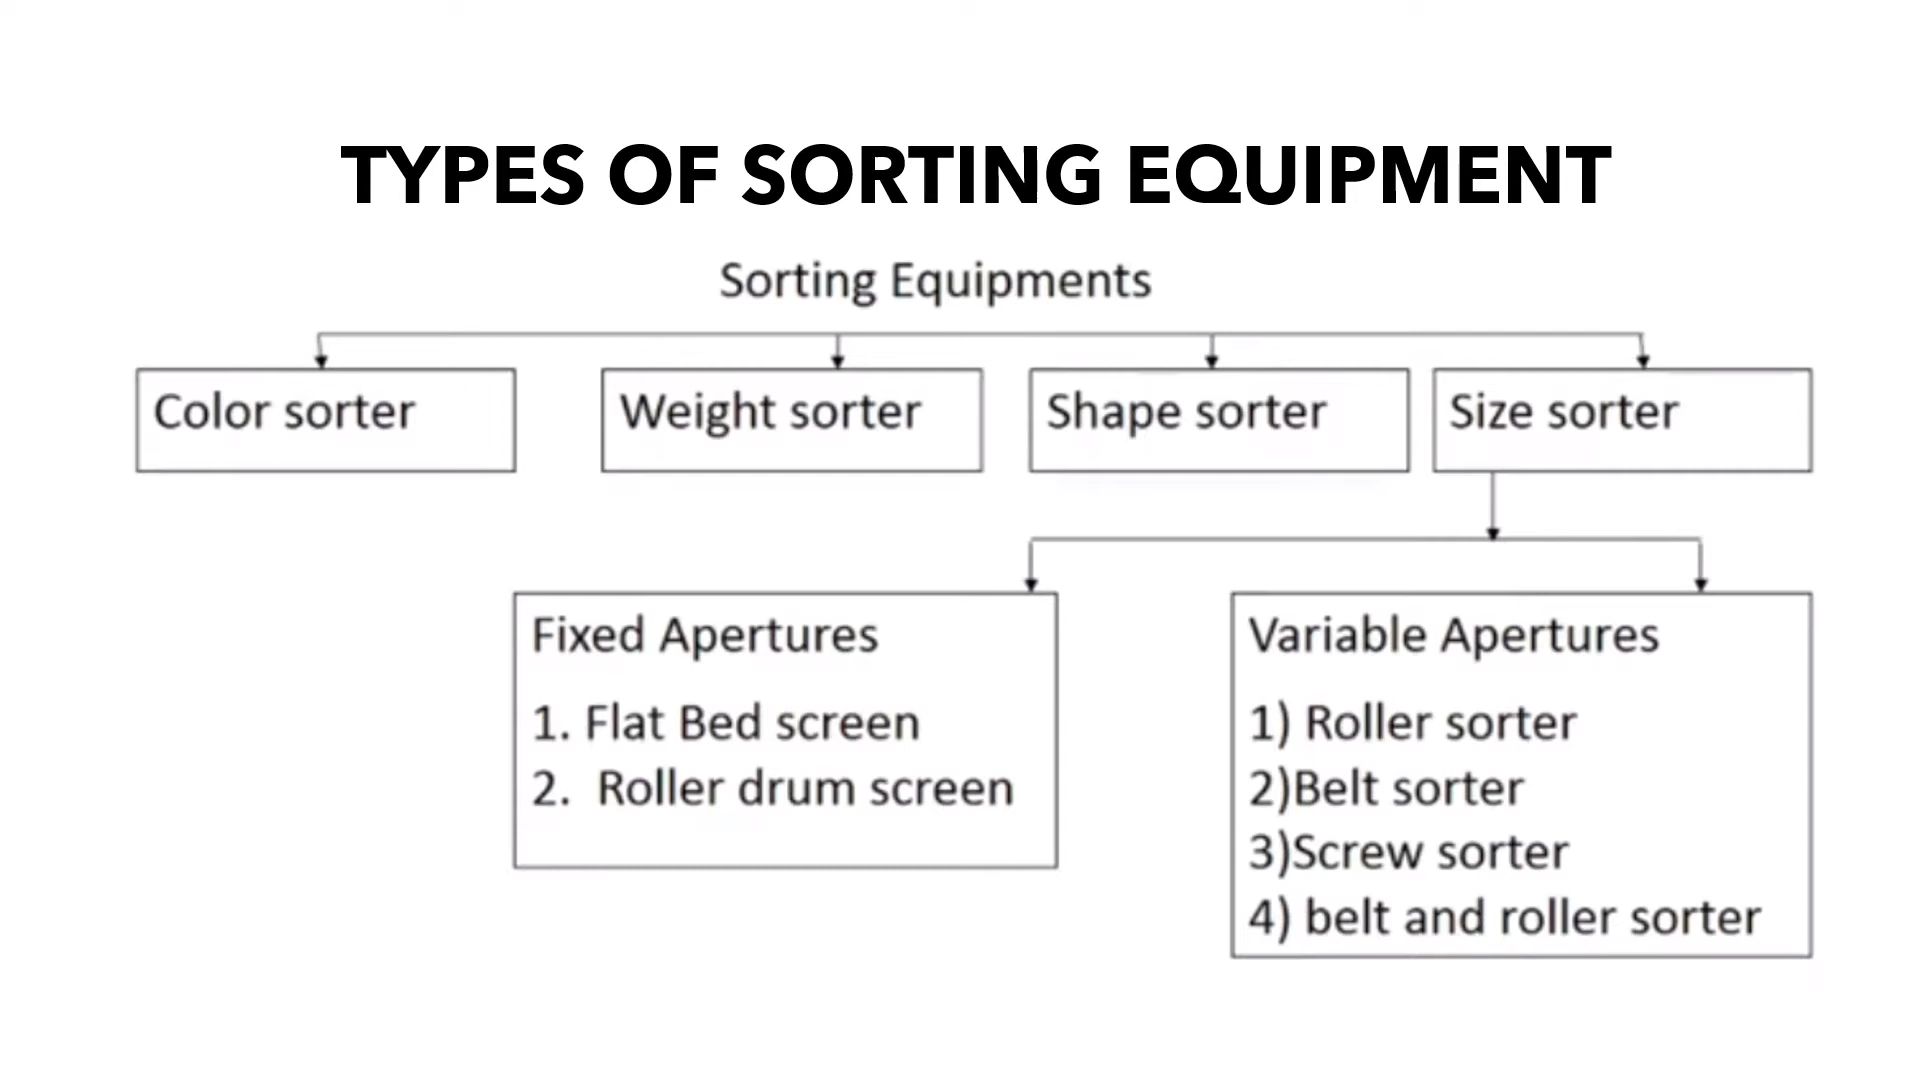 TYPES OF SORTING EQUIPMENT
Sorting Equipments
Color sorter
Weight sorter
Shape sorter
Size sorter
Fixed Apertures
1. Flat Bed screen
2. Roller drum screen
Variable Apertures
1) Roller sorter
2)Belt sorter
3)Screw sorter
4) belt and roller sorter